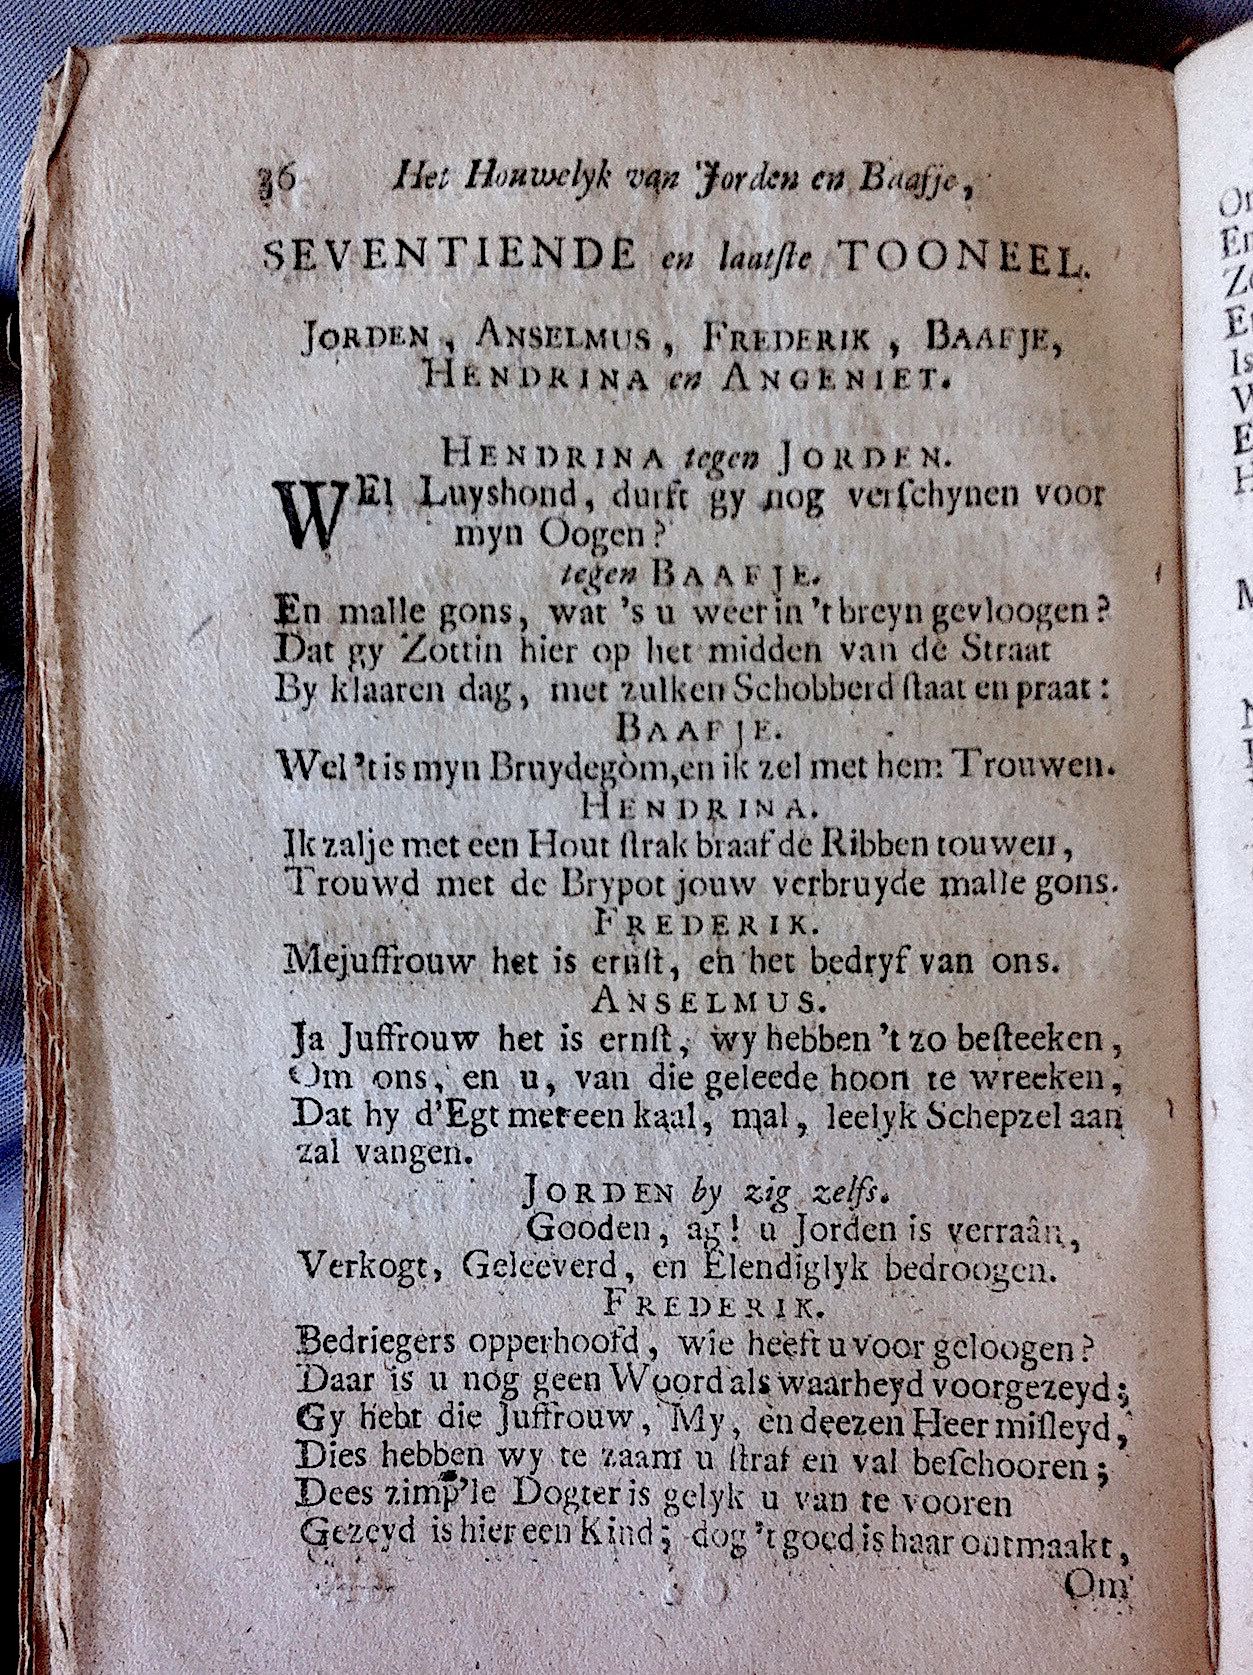 36 Het Houwelyk van Jorden en Baafje,
SEVENTIENDE en laatſte TOONEEL.
JORDEN, ANSELMUS, FREDERIK, BAAFJE,
HENDRINA en ANGENIET.
HENDRINA tegen JORDEN.
WEl Luyshond, durft gy nog verſchynen voor
myn Oogen?
tegen BAAFJE.
En malle gons, wat 's u weer in 't breyn gevloogen?
Dat gy Zottin hier op het midden van de Straat
By klaaren dag, met zulken Schobberd ſtaat en praat:
BAAFJE.
Wel 't is myn Bruydegòm, en ik zel met hem Trouwen.
HENDRINA.
Ik zal je met een Hout ſtrak braaf de Ribben touwen,
Trouwd met de Brypot jouw verbruyde malle gons.
FREDERIK.
Mejuffrouw het is ernſt, en het bedryf van ons.
ANSELMUS.
Ja Juffrouw het is ernſt, wy hebben 't zo beſteeken,
Om ons, en u, van die geleede hoon te wreeken,
Dat hy d'Egt met een kaal, mal, leelyk Schepzel aan
zal vangen.
JORDEN by zig zelfs.
Gooden, ag! u Jorden is verraân,
Verkogt, Geleeverd, en Elendiglyk bedroogen.
FREDERIK.
Bedriegers opperhoofd, wie heeft u voor geloogen?
Daar is u nog geen Woord als waarheyd voorgezeyd;
Gy hebt die Juffrouw, My, en deezen Heer miſleyd,
Dies hebben wy te zaam u ſtraf en val beſchooren;
Dees zimp'le Dogter is gelyk u van te vooren
Gezeyd is hier een Kind; dog 't goed is haar ontmaakt,
Om